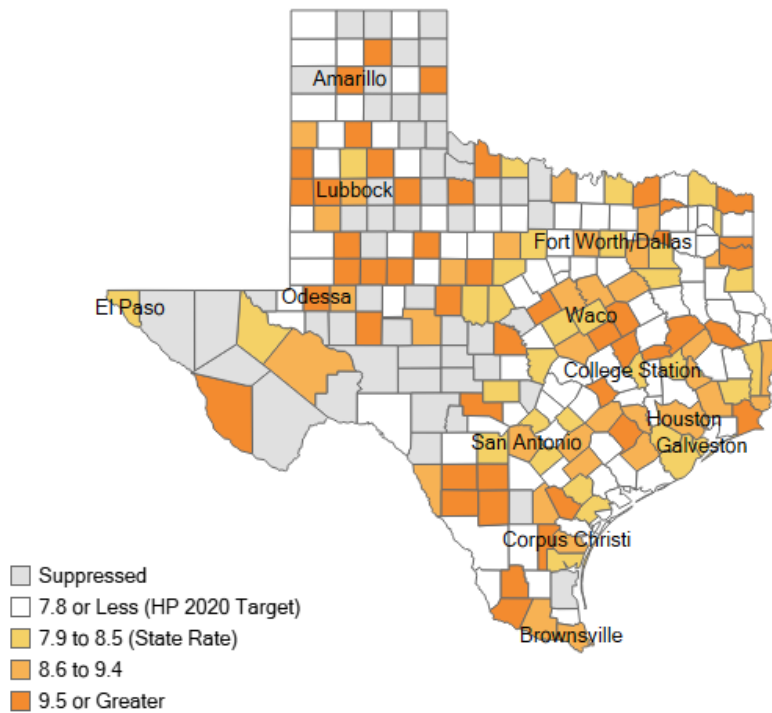 Amarillo
Lubbock
Fort Worth/Dallas
Odessa
El Paso
Waco
College Station
Houston
San Antonio
Galveston
Corpus Christi
Brownsville
Suppressed
7.8 or Less (HP 2020 Target)
7.9 to 8.5 (State Rate)
8.6 to 9.4
9.5 or Greater